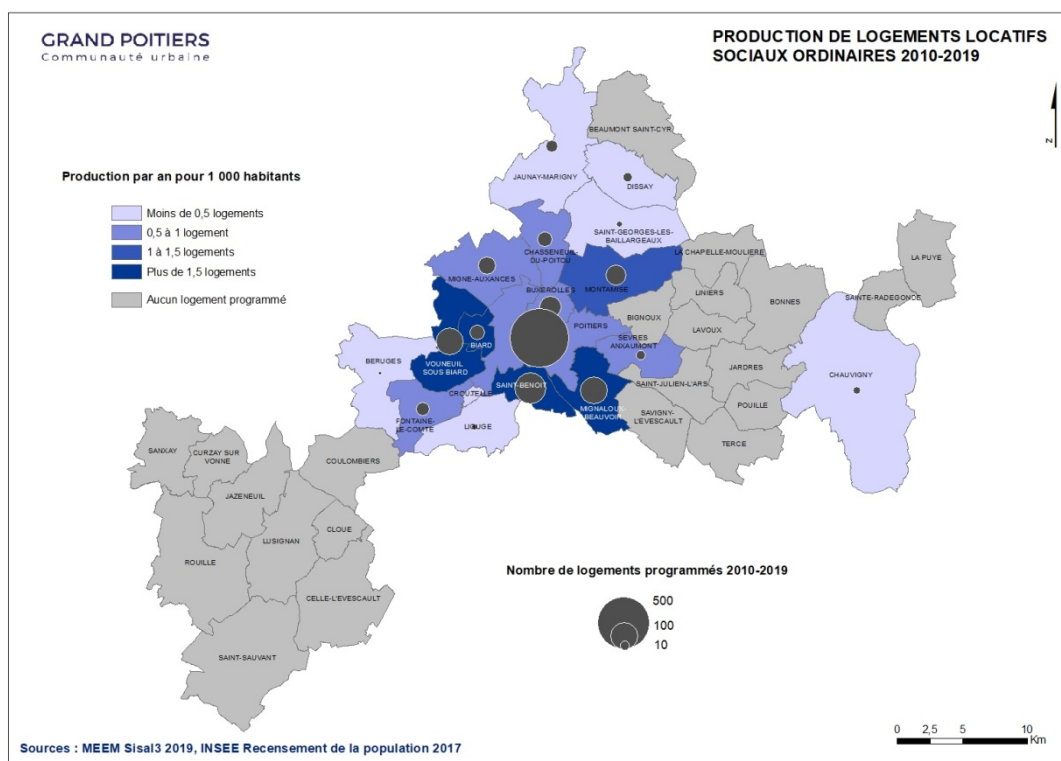 GRAND POITIERS
Communauté urbaine
PRODUCTION DE LOGEMENTS LOCATIFS
SOCIAUX ORDINAIRES 2010-2019
N
Production par an pour 1 000 habitants
Moins de 0,5 logements
0,5 à 1 logement
1 à 1,5 logements
Plus de 1,5 logements
Aucun logement programmé
BEAUMONT SAINT-CYR
JAUNAY-MARIGNY
DISSAY
SAINT-GEORGES-LES-
BAILLARGEAUX
CHASSENEUIL-
DU-POITOU
LA CHAPELLE-MOULIERE
LA PUYE
MIGNE-AUXANCES
MONTAMISE
BUXEROLLES
LINIERS
BONNES
SAINTE-RADEGONDE
BIGNOUX
POITIERS
LAVOUX
SEVRES
ANXAUMONT
BIARD
BERUGES
VOUNEUIL
SOUS BIARD
JARDRES
CHAUVIGNY
SAINT-BENOIT
SAINT-JULIEN-L'ARS
CROUTELLE
MIGNALOUX-
BEAUVOIR
POUILLE
SAVIGNY-
L'EVESCAULT
FONTAINE-
LE-COMTE
LIGUGE
TERCE
SANXAY
CURZAY SUR
VONNE
COULOMBIERS
JAZENEUIL
CLOUE
LUSIGNAN
ROUILLE
CELLE-L'EVESCAULT
SAINT-SAUVANT
Nombre de logements programmés 2010-2019
500
100
10
0 2,5 5 10
Km
Sources : MEEM Sisal3 2019, INSEE Recensement de la population 2017